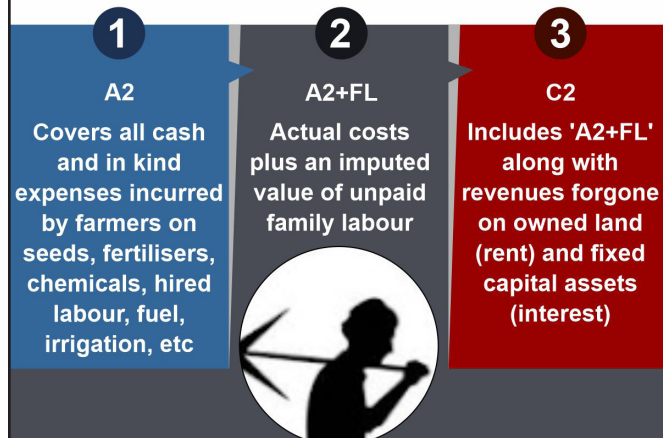 1
A2
Covers all cash
and in kind
expenses incurred
by farmers on
seeds, fertilisers,
chemicals, hired
labour, fuel,
irrigation, etc
2
A2+FL
Actual costs
plus an imputed
value of unpaid
family labour
3
C2
Includes 'A2+FL'
along with
revenues forgone
on owned land
(rent) and fixed
capital assets
(interest)